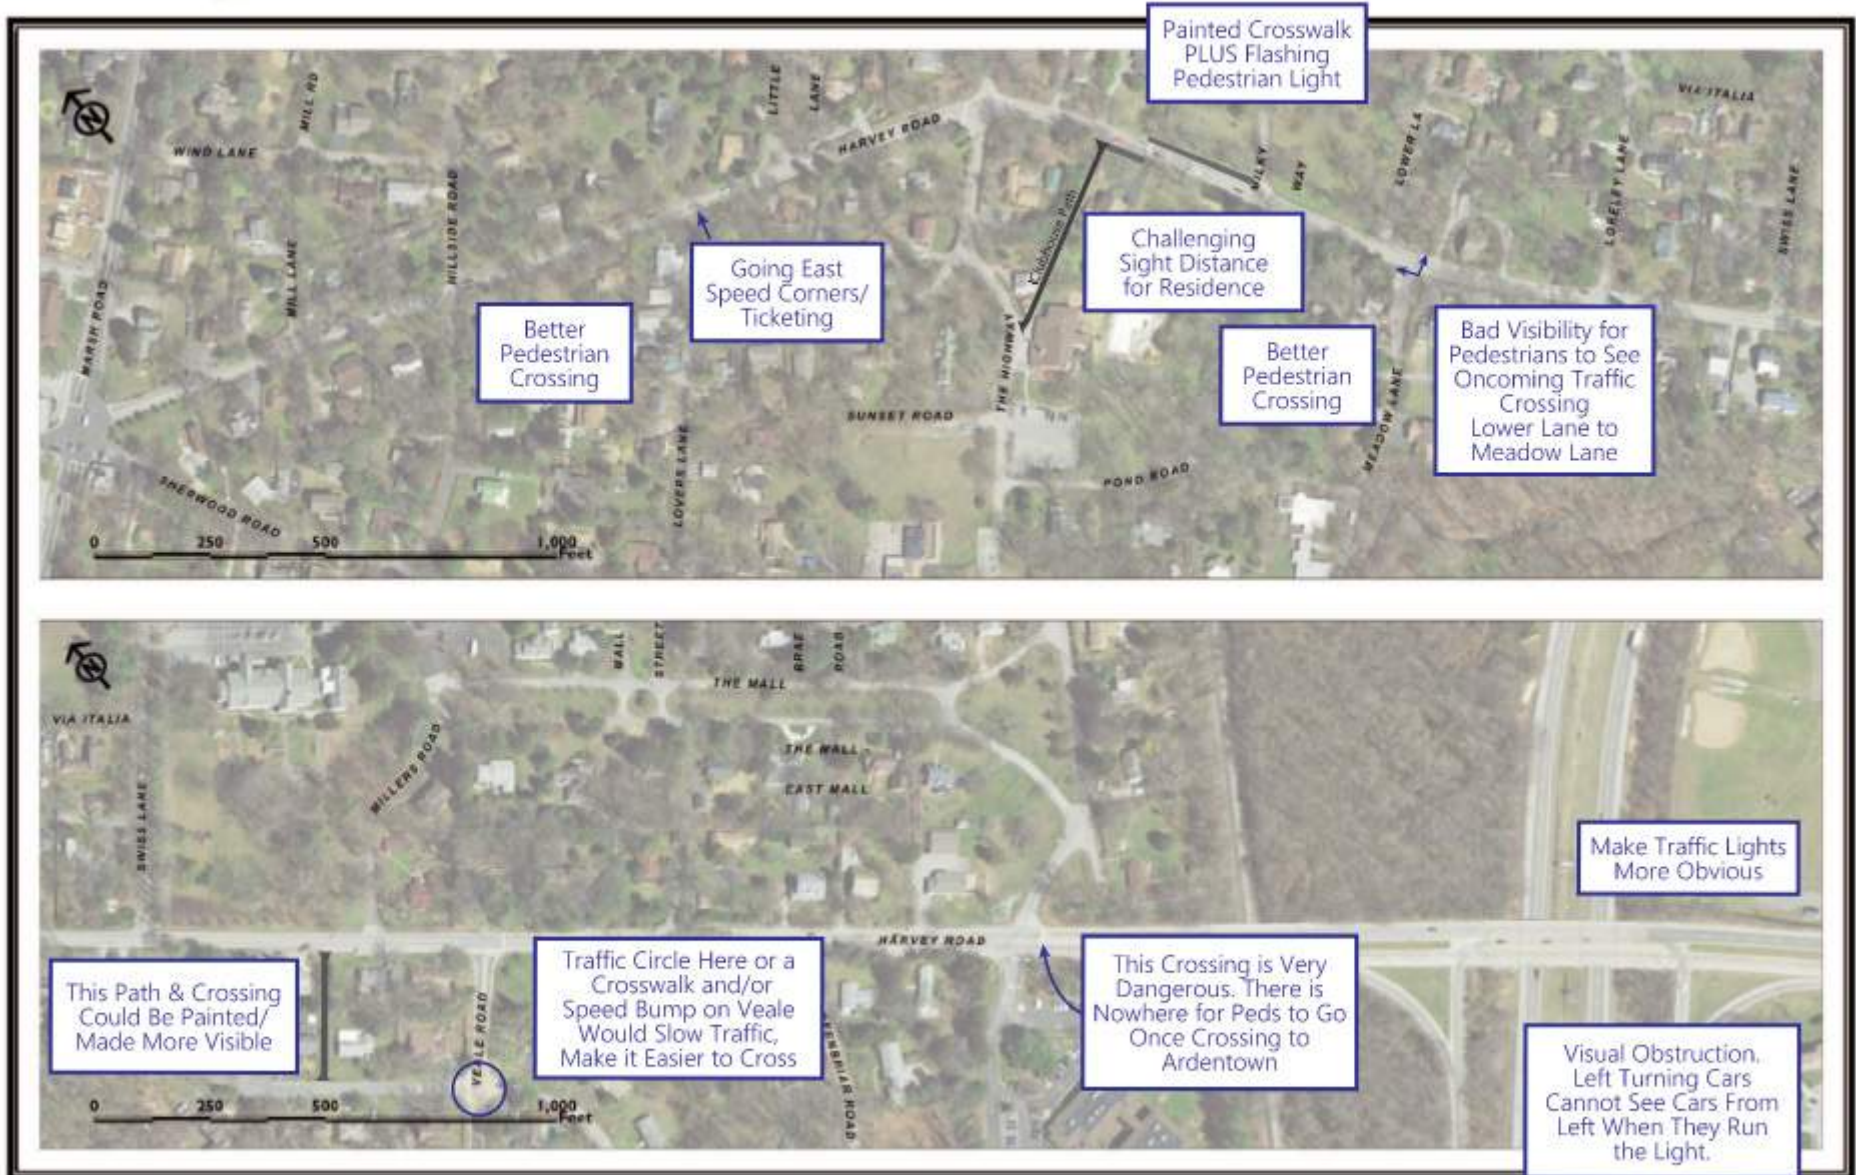 Painted Crosswalk
PLUS Flashing
Pedestrian Light
N
WIND LANE
MILL RD
LITTLE
LANE
HARVEY ROAD
MILKY
WAY
LOWER LA
LORELEY LANE
VIA ITALIA
SWISS LANE
MARSH ROAD
MILL LANE
HILLSIDE ROAD
Clubhouse Path
Going East
Speed Corners/
Ticketing
Challenging
Sight Distance
for Residence
Better
Pedestrian
Crossing
Better
Pedestrian
Crossing
Bad Visibility for
Pedestrians to See
Oncoming Traffic
Crossing
Lower Lane to
Meadow Lane
THE HIGHWAY
SUNSET ROAD
LOVERS LANE
MEADOW LANE
POND ROAD
SHERWOOD ROAD
0 250 500 1,000
Feet
N
VIA ITALIA
SWISS LANE
MILLERS ROAD
WALL
STREET
BRAE
ROAD
THE MALL
THE MALL
EAST MALL
Make Traffic Lights
More Obvious
HARVEY ROAD
This Path & Crossing
Could Be Painted/
Made More Visible
VEALE ROAD
Traffic Circle Here or a
Crosswalk and/or
Speed Bump on Veale
Would Slow Traffic,
Make it Easier to Cross
ROAD
This Crossing is Very
Dangerous. There is
Nowhere for Peds to Go
Once Crossing to
Ardentown
Visual Obstruction.
Left Turning Cars
Cannot See Cars From
Left When They Run
the Light.
0 250 500 1,000
Feet